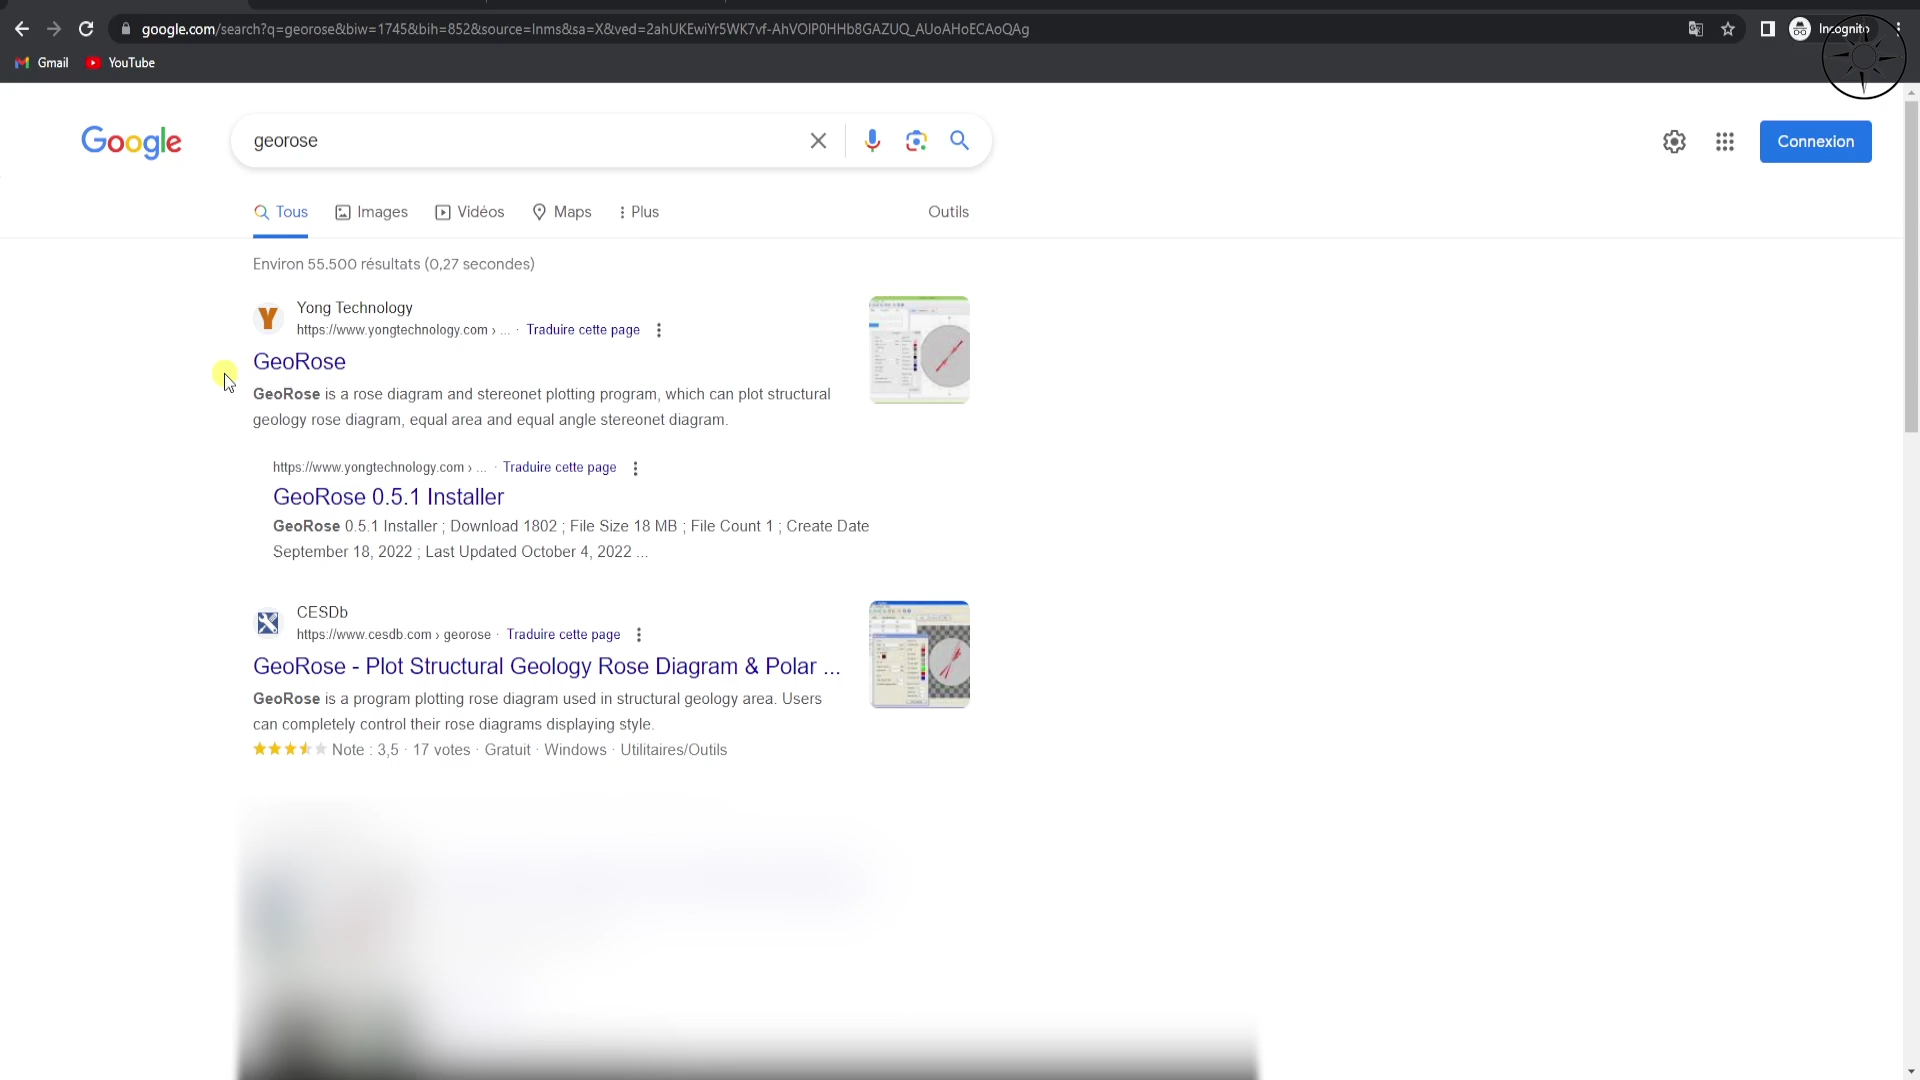 google.com/search?q=georose&biw=1745&bih=852&source=lnms&sa=X&ved=2ahUKEwiYr5WK7vf-AhVOlP0HHb8GAZUQ_AUoAHoECAoQAg
Incognito
Gmail
YouTube
Google
georose
Connexion
Tous
Images
Vidéos
Maps
Plus
Outils
Environ 55.500 résultats (0,27 secondes)
Y
Yong Technology
https://www.yongtechnology.com › ... · Traduire cette page
GeoRose
GeoRose is a rose diagram and stereonet plotting program, which can plot structural
geology rose diagram, equal area and equal angle stereonet diagram.
https://www.yongtechnology.com › ... · Traduire cette page
GeoRose 0.5.1 Installer
GeoRose 0.5.1 Installer ; Download 1802 ; File Size 18 MB ; File Count 1 ; Create Date
September 18, 2022 ; Last Updated October 4, 2022 ...
CESDb
https://www.cesdb.com › georose · Traduire cette page
GeoRose - Plot Structural Geology Rose Diagram & Polar ...
GeoRose is a program plotting rose diagram used in structural geology area. Users
can completely control their rose diagrams displaying style.
Note : 3,5 · 17 votes · Gratuit · Windows · Utilitaires/Outils